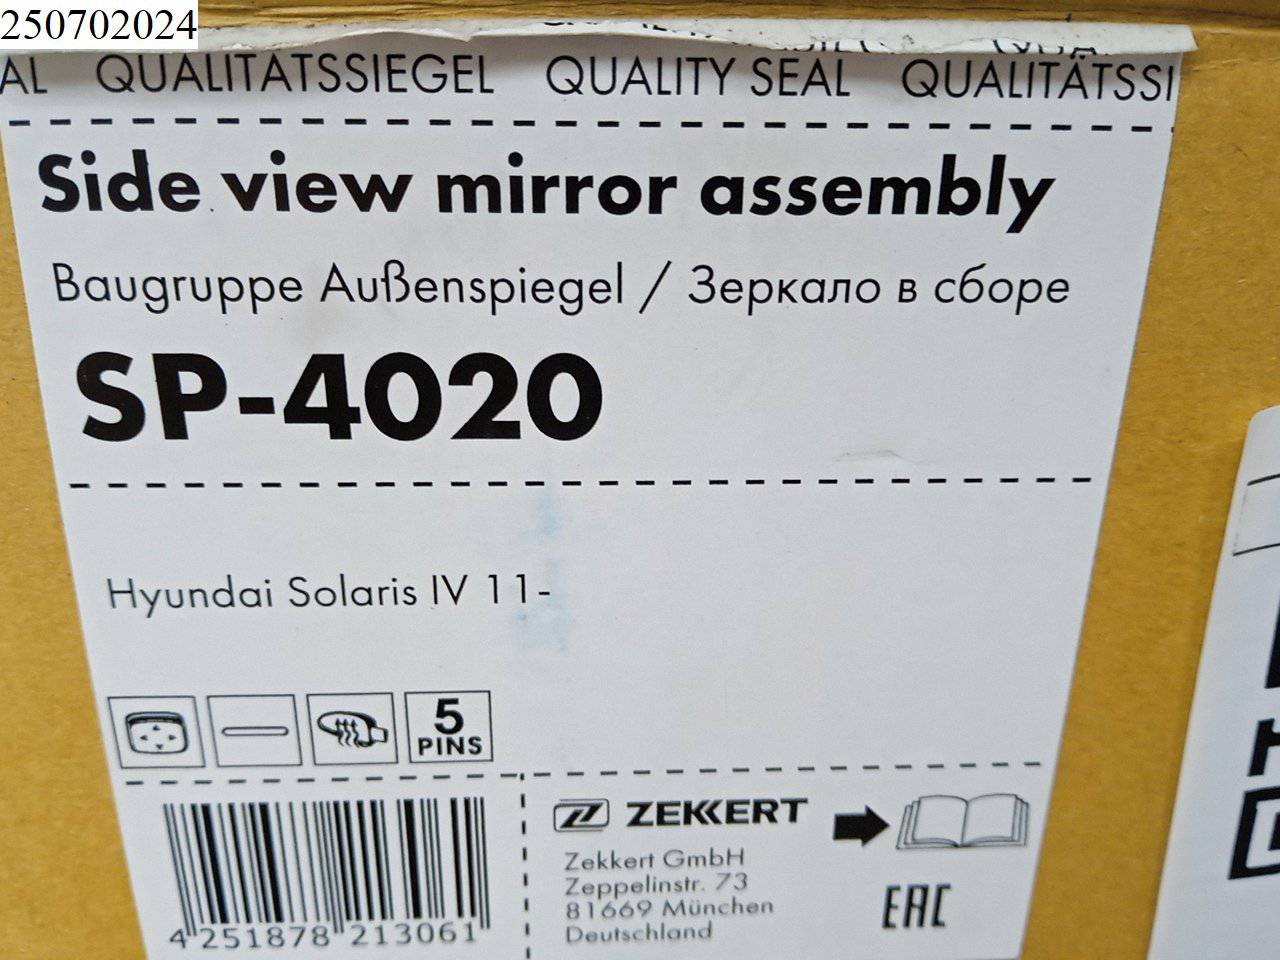 250702024
AL QUALITÄTSSIEGEL QUALITY SEAL QUALITÄTSSI
Side view mirror assembly
Baugruppe Außenspiegel / Зеркало в сборе
SP-4020
Hyundai Solaris IV 11-
5
PINS
ZEKKERT
Zekkert GmbH
Zeppelinstr. 73
81669 München
Deutschland
EAC
4 251878 213061